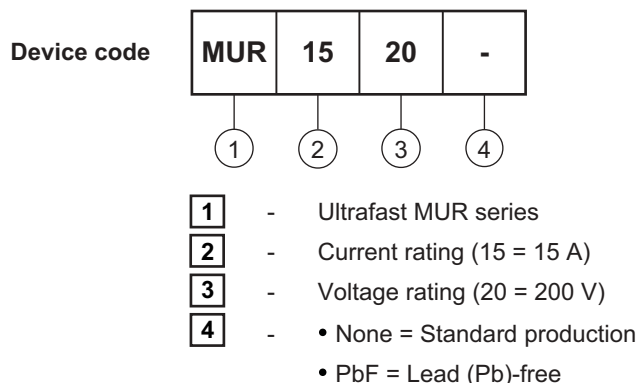 Device code MUR 15 20 -
1 2 3 4
1 - Ultrafast MUR series
2 - Current rating (15 = 15 A)
3 - Voltage rating (20 = 200 V)
4 - • None = Standard production
• PbF = Lead (Pb)-free